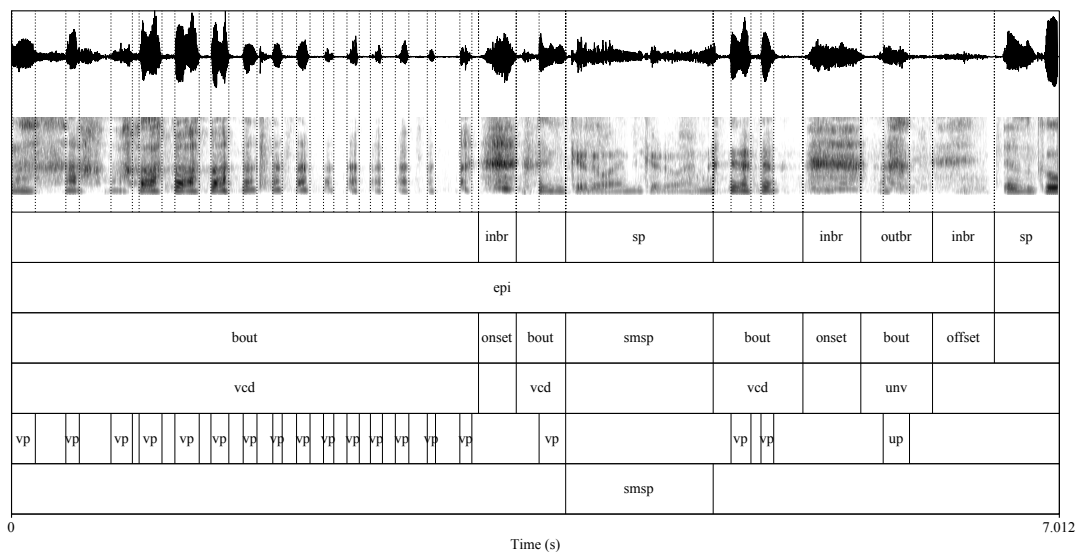 inbr sp inbr outbr inbr sp
epi
bout onset bout smsp bout onset bout offset
vcd vcd vcd unv
vp vp vp vp vp vp vp vp vp vp vp vp vp vp vp vp vp vp up
smsp
0 7.012
Time (s)